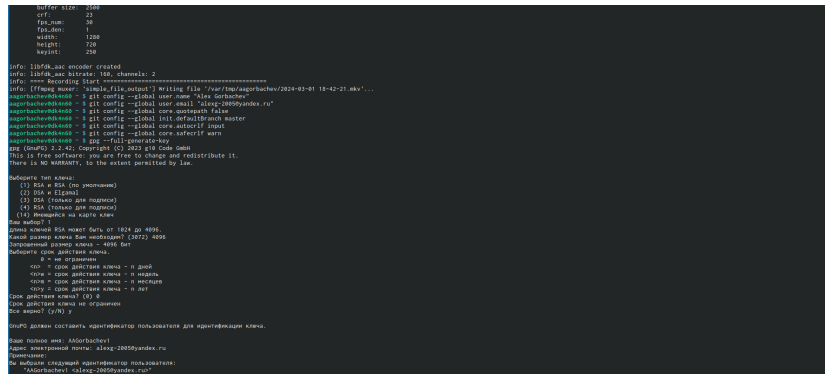 buffer size: 2500
crf: 23
fps_num: 30
fps_den: 1
width: 1280
height: 720
keyint: 250
info: libfdk_aac encoder created
info: libfdk_aac bitrate: 160, channels: 2
info: ==== Recording Start ===============================================
info: [ffmpeg muxer: 'simple_file_output'] Writing file '/var/tmp/aagorbachev/2024-03-01 18-42-21.mkv'...
aagorbachev@dk4n60 ~ $ git config --global user.name "Alex Gorbachev"
aagorbachev@dk4n60 ~ $ git config --global user.email "alexg-2005@yandex.ru"
aagorbachev@dk4n60 ~ $ git config --global core.quotepath false
aagorbachev@dk4n60 ~ $ git config --global init.defaultBranch master
aagorbachev@dk4n60 ~ $ git config --global core.autocrlf input
aagorbachev@dk4n60 ~ $ git config --global core.safecrlf warn
aagorbachev@dk4n60 ~ $ gpg --full-generate-key
gpg (GnuPG) 2.2.42; Copyright (C) 2023 g10 Code GmbH
This is free software: you are free to change and redistribute it.
There is NO WARRANTY, to the extent permitted by law.
Выберите тип ключа:
(1) RSA и RSA (по умолчанию)
(2) DSA и Elgamal
(3) DSA (только для подписи)
(4) RSA (только для подписи)
(14) Имеющийся на карте ключ
Ваш выбор? 1
длина ключей RSA может быть от 1024 до 4096.
Какой размер ключа Вам необходим? (3072) 4096
Запрошенный размер ключа - 4096 бит
Выберите срок действия ключа.
0 = не ограничен
<n> = срок действия ключа - n дней
<n>w = срок действия ключа - n недель
<n>m = срок действия ключа - n месяцев
<n>y = срок действия ключа - n лет
Срок действия ключа? (0) 0
Срок действия ключа не ограничен
Все верно? (y/N) y
GnuPG должен составить идентификатор пользователя для идентификации ключа.
Ваше полное имя: AAGorbachev1
Адрес электронной почты: alexg-2005@yandex.ru
Примечание:
Вы выбрали следующий идентификатор пользователя:
"AAGorbachev1 <alexg-2005@yandex.ru>"